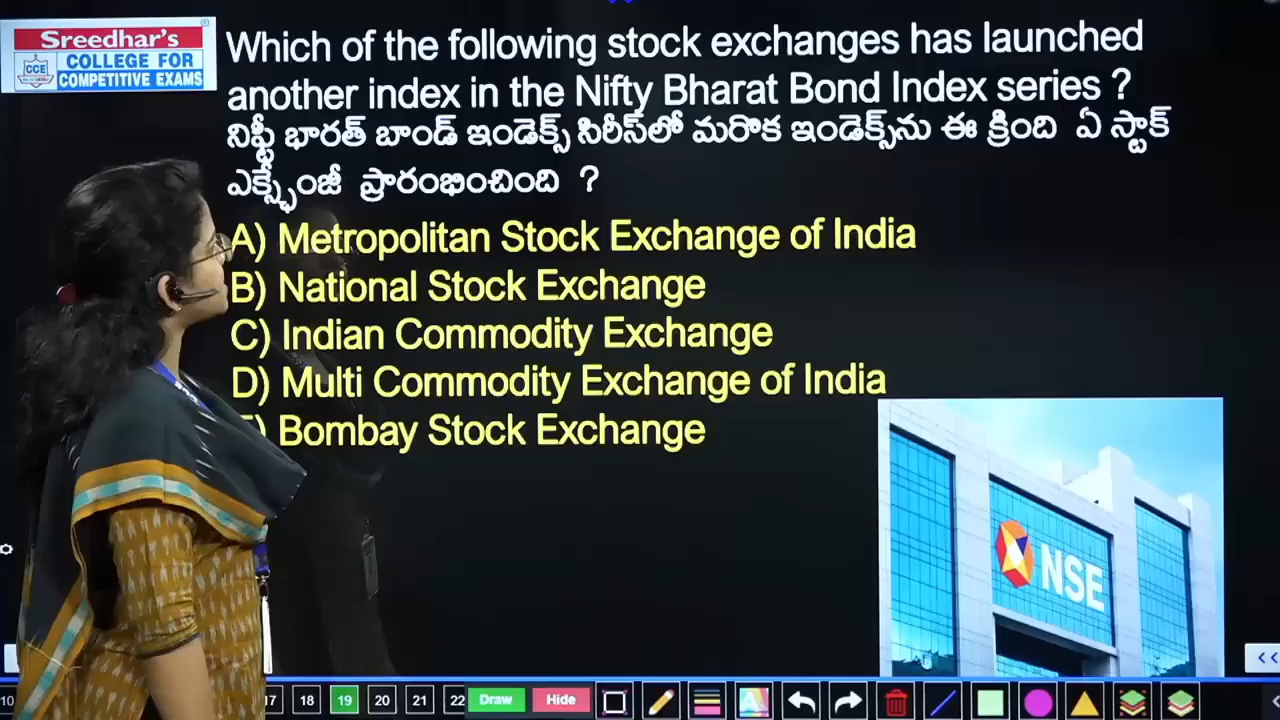 Sreedhar's
CCE
COLLEGE FOR
COMPETITIVE EXAMS
Which of the following stock exchanges has launched
another index in the Nifty Bharat Bond Index series ?
నిఫ్టీ భారత్ బాండ్ ఇండెక్స్ సిరీస్‌లో మరొక ఇండెక్స్‌ను ఈ క్రింది ఏ స్టాక్
ఎక్స్ఛేంజీ ప్రారంభించింది ?
A) Metropolitan Stock Exchange of India
B) National Stock Exchange
C) Indian Commodity Exchange
D) Multi Commodity Exchange of India
Bombay Stock Exchange
NSE
10 17 18 19 20 21 22 Draw Hide